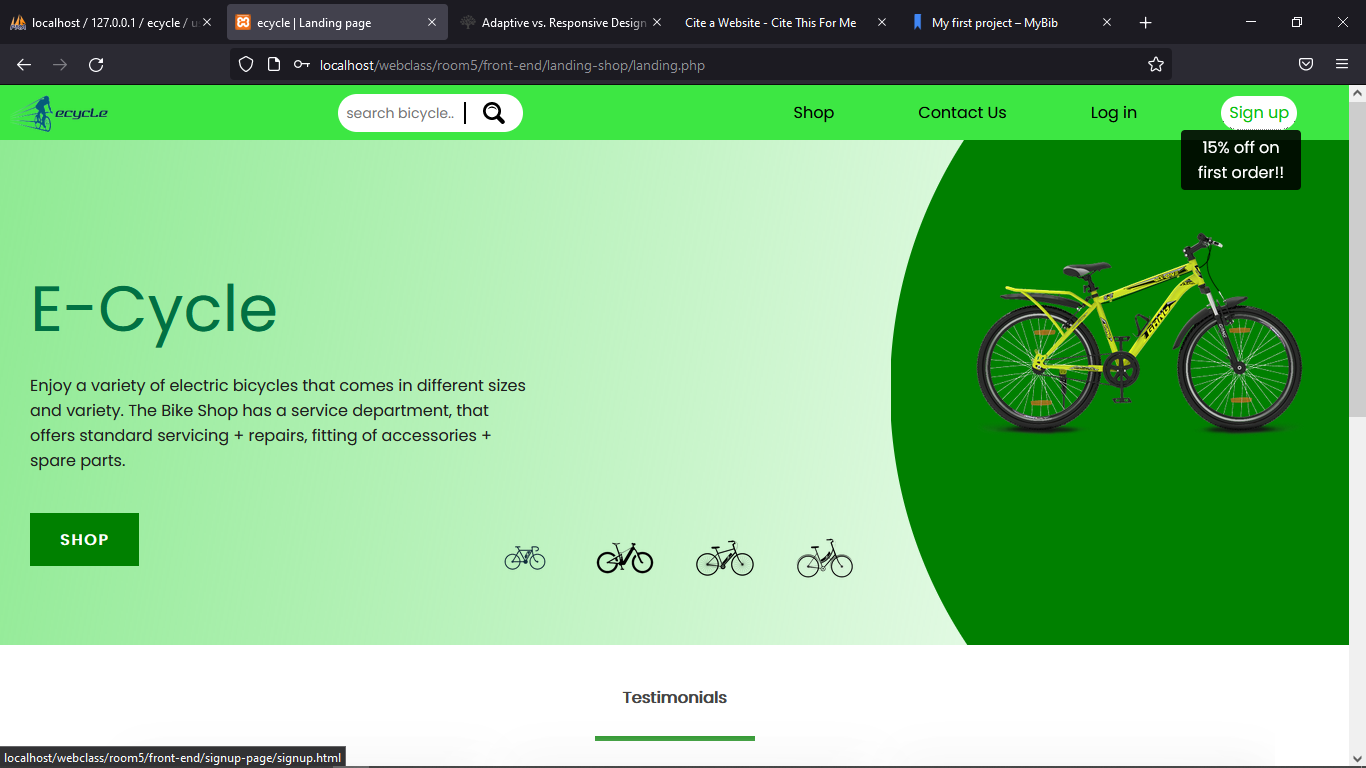 localhost / 127.0.0.1 / ecycle / u
ecycle | Landing page
Adaptive vs. Responsive Design
Cite a Website - Cite This For Me
My first project – MyBib
localhost/webclass/room5/front-end/landing-shop/landing.php
ecycle
search bicycle..
Shop
Contact Us
Log in
Sign up
15% off on
first order!!
E-Cycle
Enjoy a variety of electric bicycles that comes in different sizes
and variety. The Bike Shop has a service department, that
offers standard servicing + repairs, fitting of accessories +
spare parts.
SHOP
Testimonials
localhost/webclass/room5/front-end/signup-page/signup.html